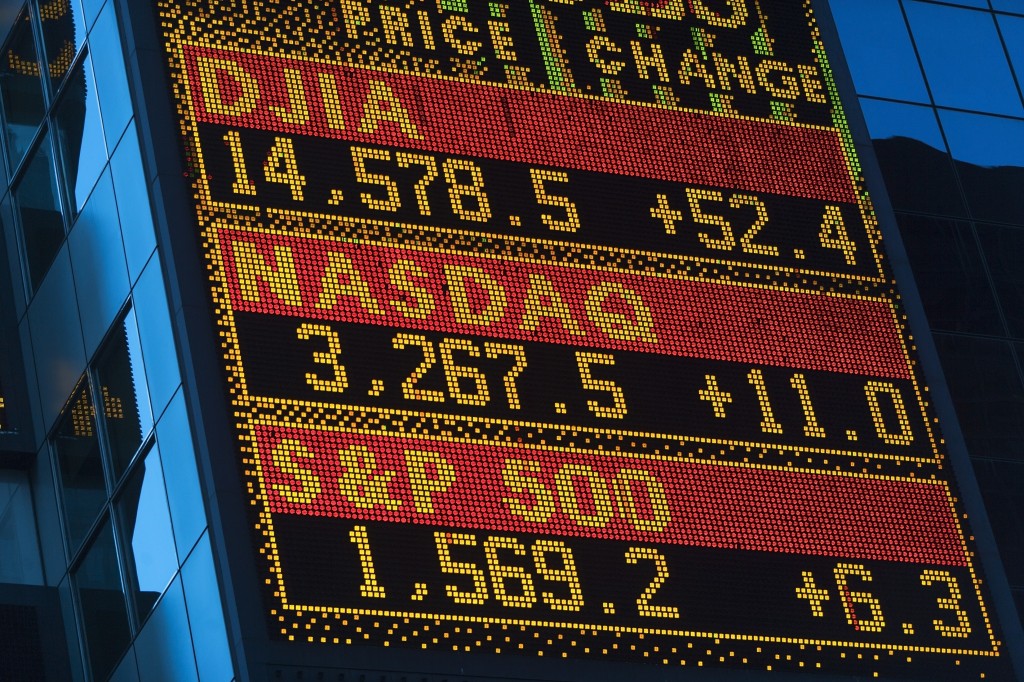 PRICE CHANGE
DJIA
14,578.5 +52.4
NASDAQ
3,267.5 +11.0
S&P 500
1,569.2 +6.3